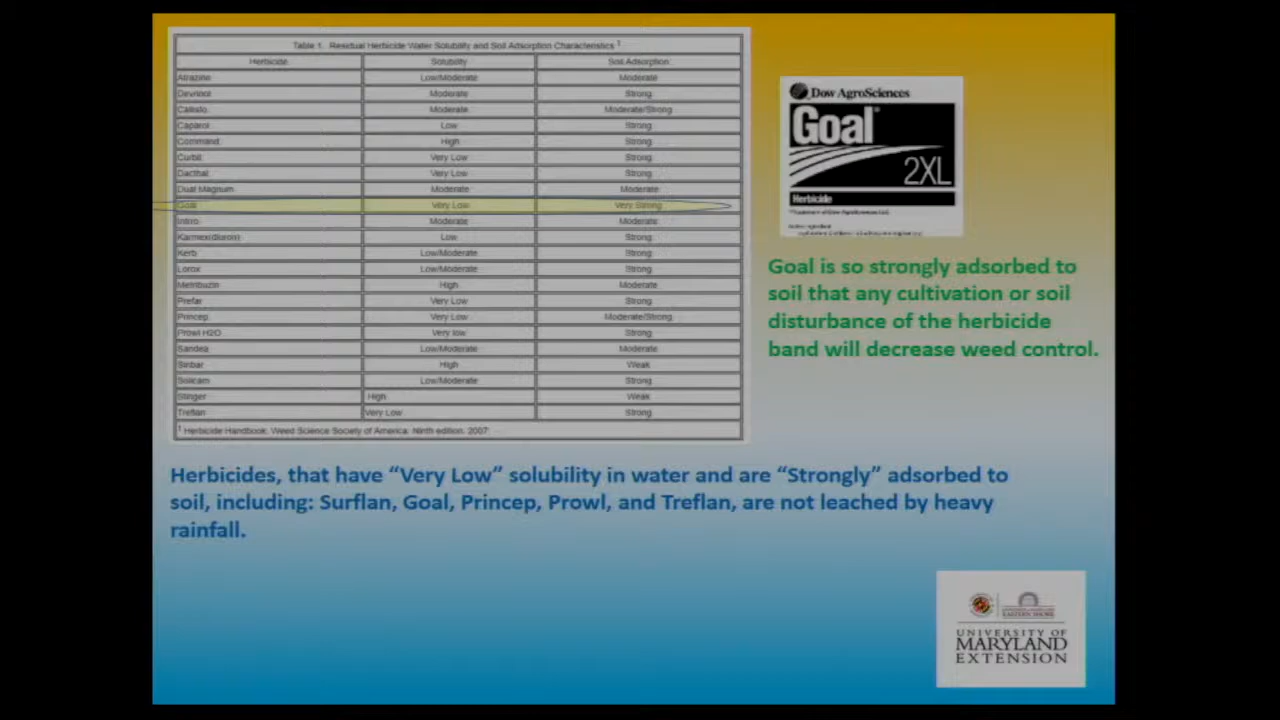 Table 1. Residual Herbicide Water Solubility and Soil Adsorption Characteristics 1
Herbicide Solubility Soil Adsorption
Atrazine Low/Moderate Moderate
Devrinol Moderate Strong
Callisto Moderate Moderate/Strong
Caparol Low Strong
Command High Strong
Curbit Very Low Strong
Dacthal Very Low Strong
Dual Magnum Moderate Moderate
Goal Very Low Very Strong
Intrro Moderate Moderate
Karmex(diuron) Low Strong
Kerb Low/Moderate Strong
Lorox Low/Moderate Strong
Metribuzin High Moderate
Prefar Very Low Strong
Princep Very Low Moderate/Strong
Prowl H2O Very low Strong
Sandea Low/Moderate Moderate
Sinbar High Weak
Solicam Low/Moderate Strong
Stinger High Weak
Treflan Very Low Strong
1 Herbicide Handbook, Weed Science Society of America. Ninth edition. 2007
Dow AgroSciences
Goal®
2XL
Herbicide
Goal is so strongly adsorbed to
soil that any cultivation or soil
disturbance of the herbicide
band will decrease weed control.
Herbicides, that have “Very Low” solubility in water and are “Strongly” adsorbed to
soil, including: Surflan, Goal, Princep, Prowl, and Treflan, are not leached by heavy
rainfall.
EASTERN SHORE
UNIVERSITY OF
MARYLAND
EXTENSION